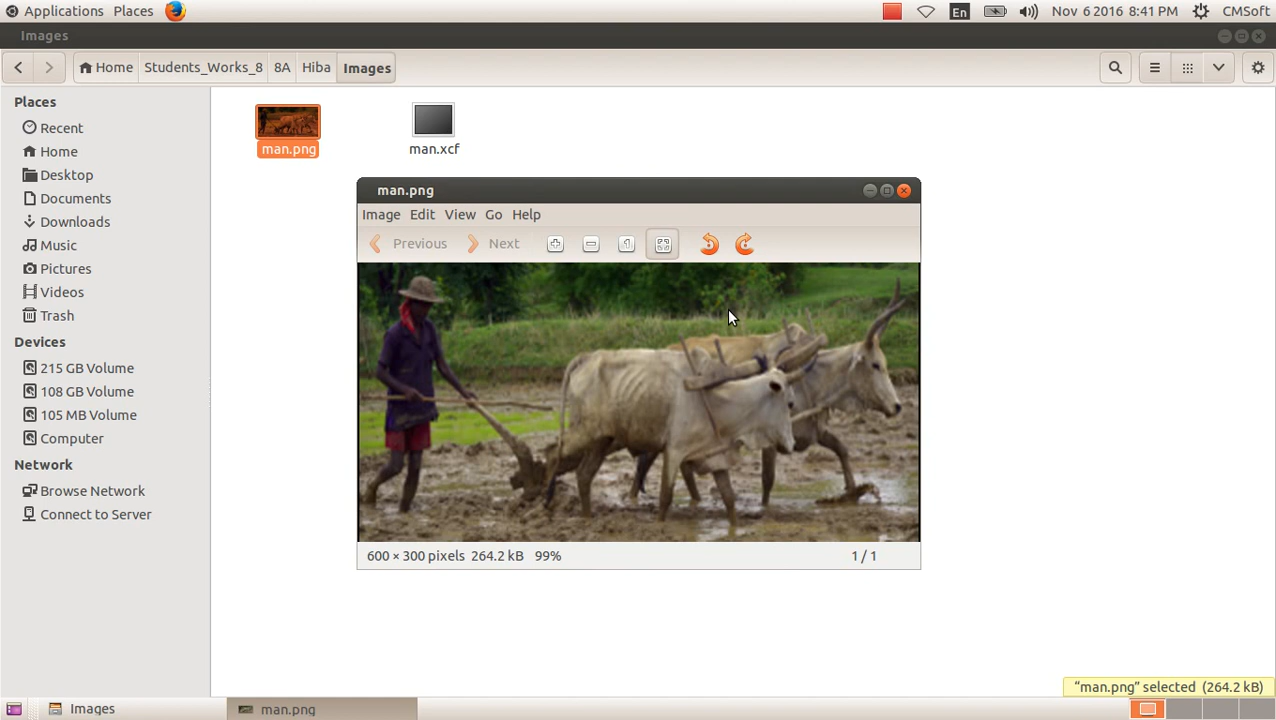 Applications Places En Nov 6 2016 8:41 PM CMSoft
Images
Home Students_Works_8 8A Hiba Images
Places
Recent
Home
Desktop
Documents
Downloads
Music
Pictures
Videos
Trash
Devices
215 GB Volume
108 GB Volume
105 MB Volume
Computer
Network
Browse Network
Connect to Server
man.png man.xcf
man.png
Image Edit View Go Help
Previous Next
600 × 300 pixels 264.2 kB 99% 1 / 1
“man.png” selected (264.2 kB)
Images man.png